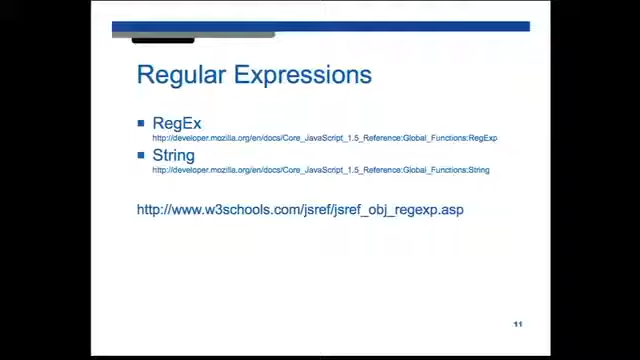 Regular Expressions
RegEx
http://developer.mozilla.org/en/docs/Core_JavaScript_1.5_Reference:Global_Functions:RegExp
String
http://developer.mozilla.org/en/docs/Core_JavaScript_1.5_Reference:Global_Functions:String
http://www.w3schools.com/jsref/jsref_obj_regexp.asp
11